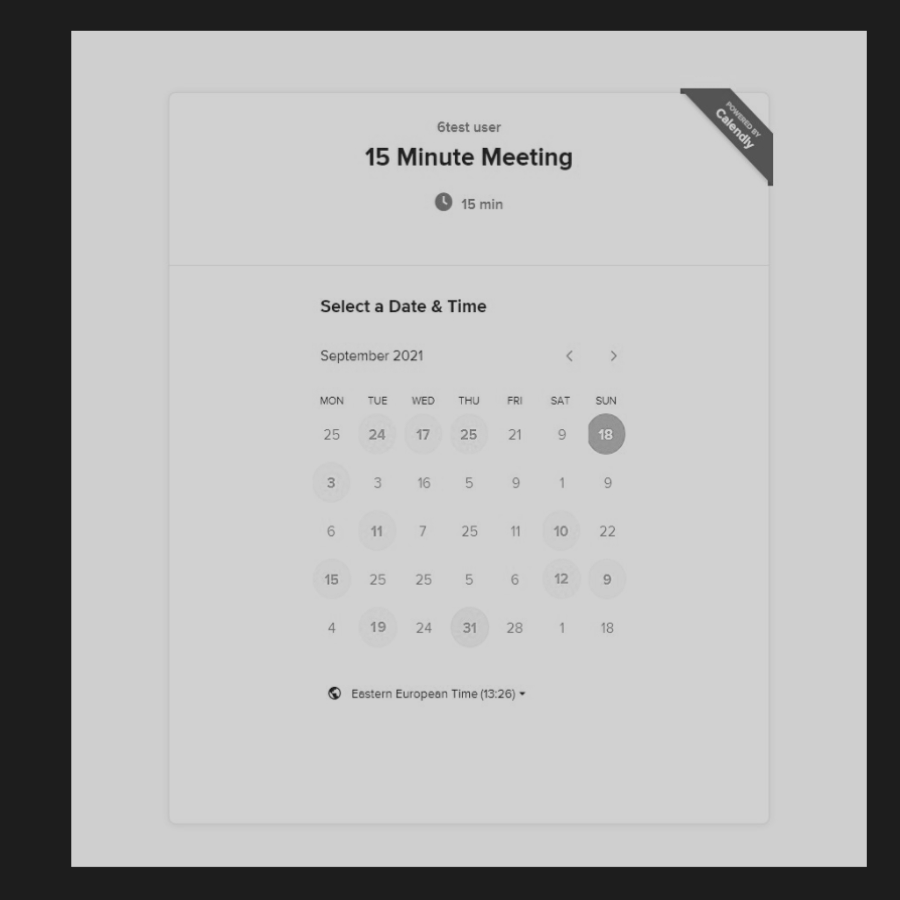 POWERED BY
Calendly
6test user
15 Minute Meeting
15 min
Select a Date & Time
September 2021
MON TUE WED THU FRI SAT SUN
25 24 17 25 21 9 18
3 3 16 5 9 1 9
6 11 7 25 11 10 22
15 25 25 5 6 12 9
4 19 24 31 28 1 18
Eastern European Time (13:26)